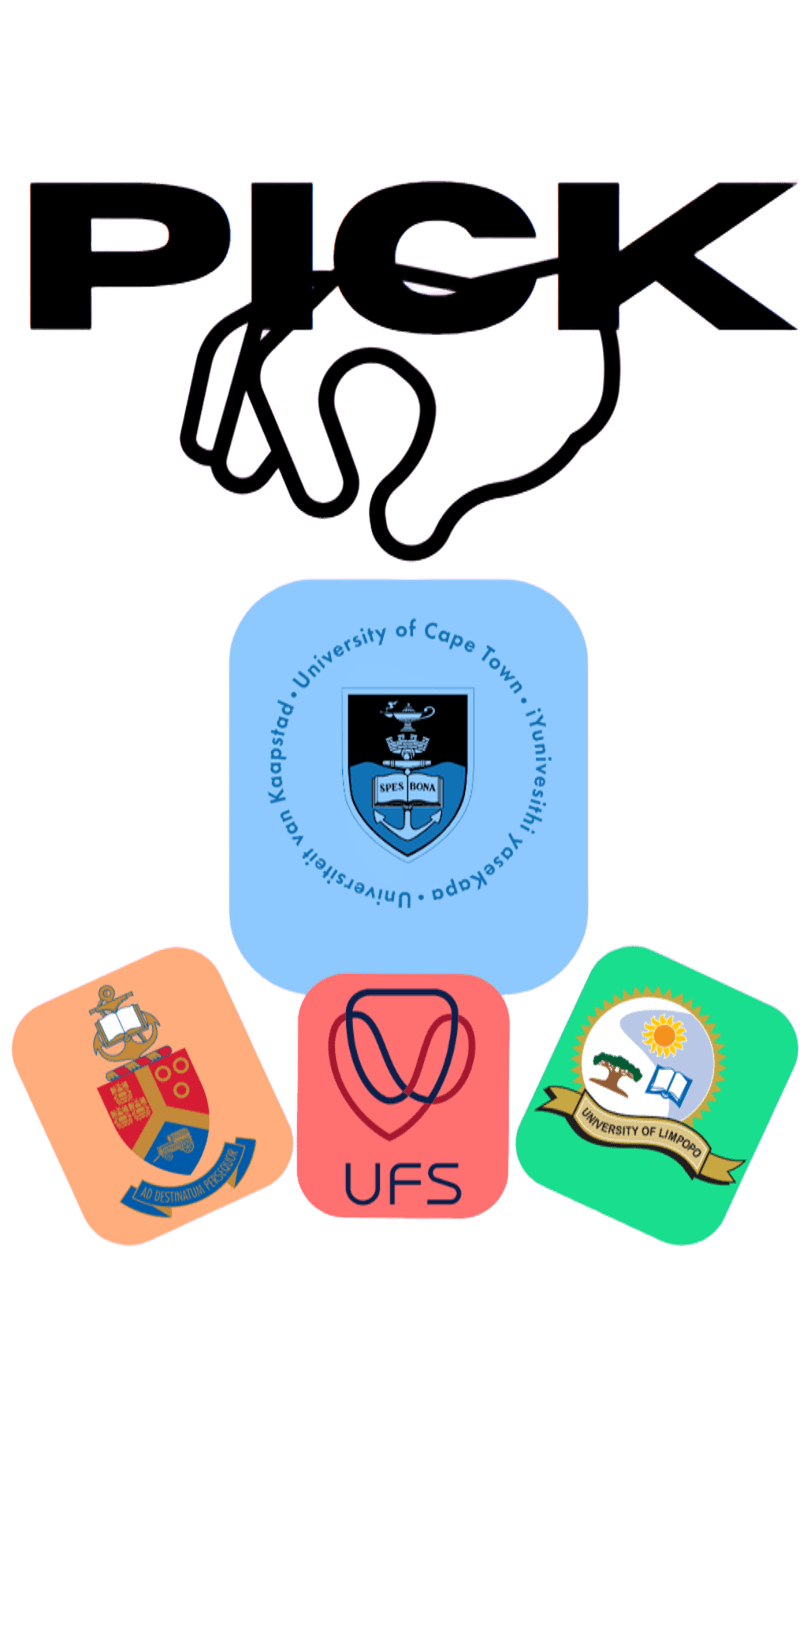 PICK
University of Cape Town • iYunivesithi yaseKapa • Universiteit van Kaapstad •
SPES BONA
AD DESTINATUM PERSEQUOR
UFS
UNIVERSITY OF LIMPOPO